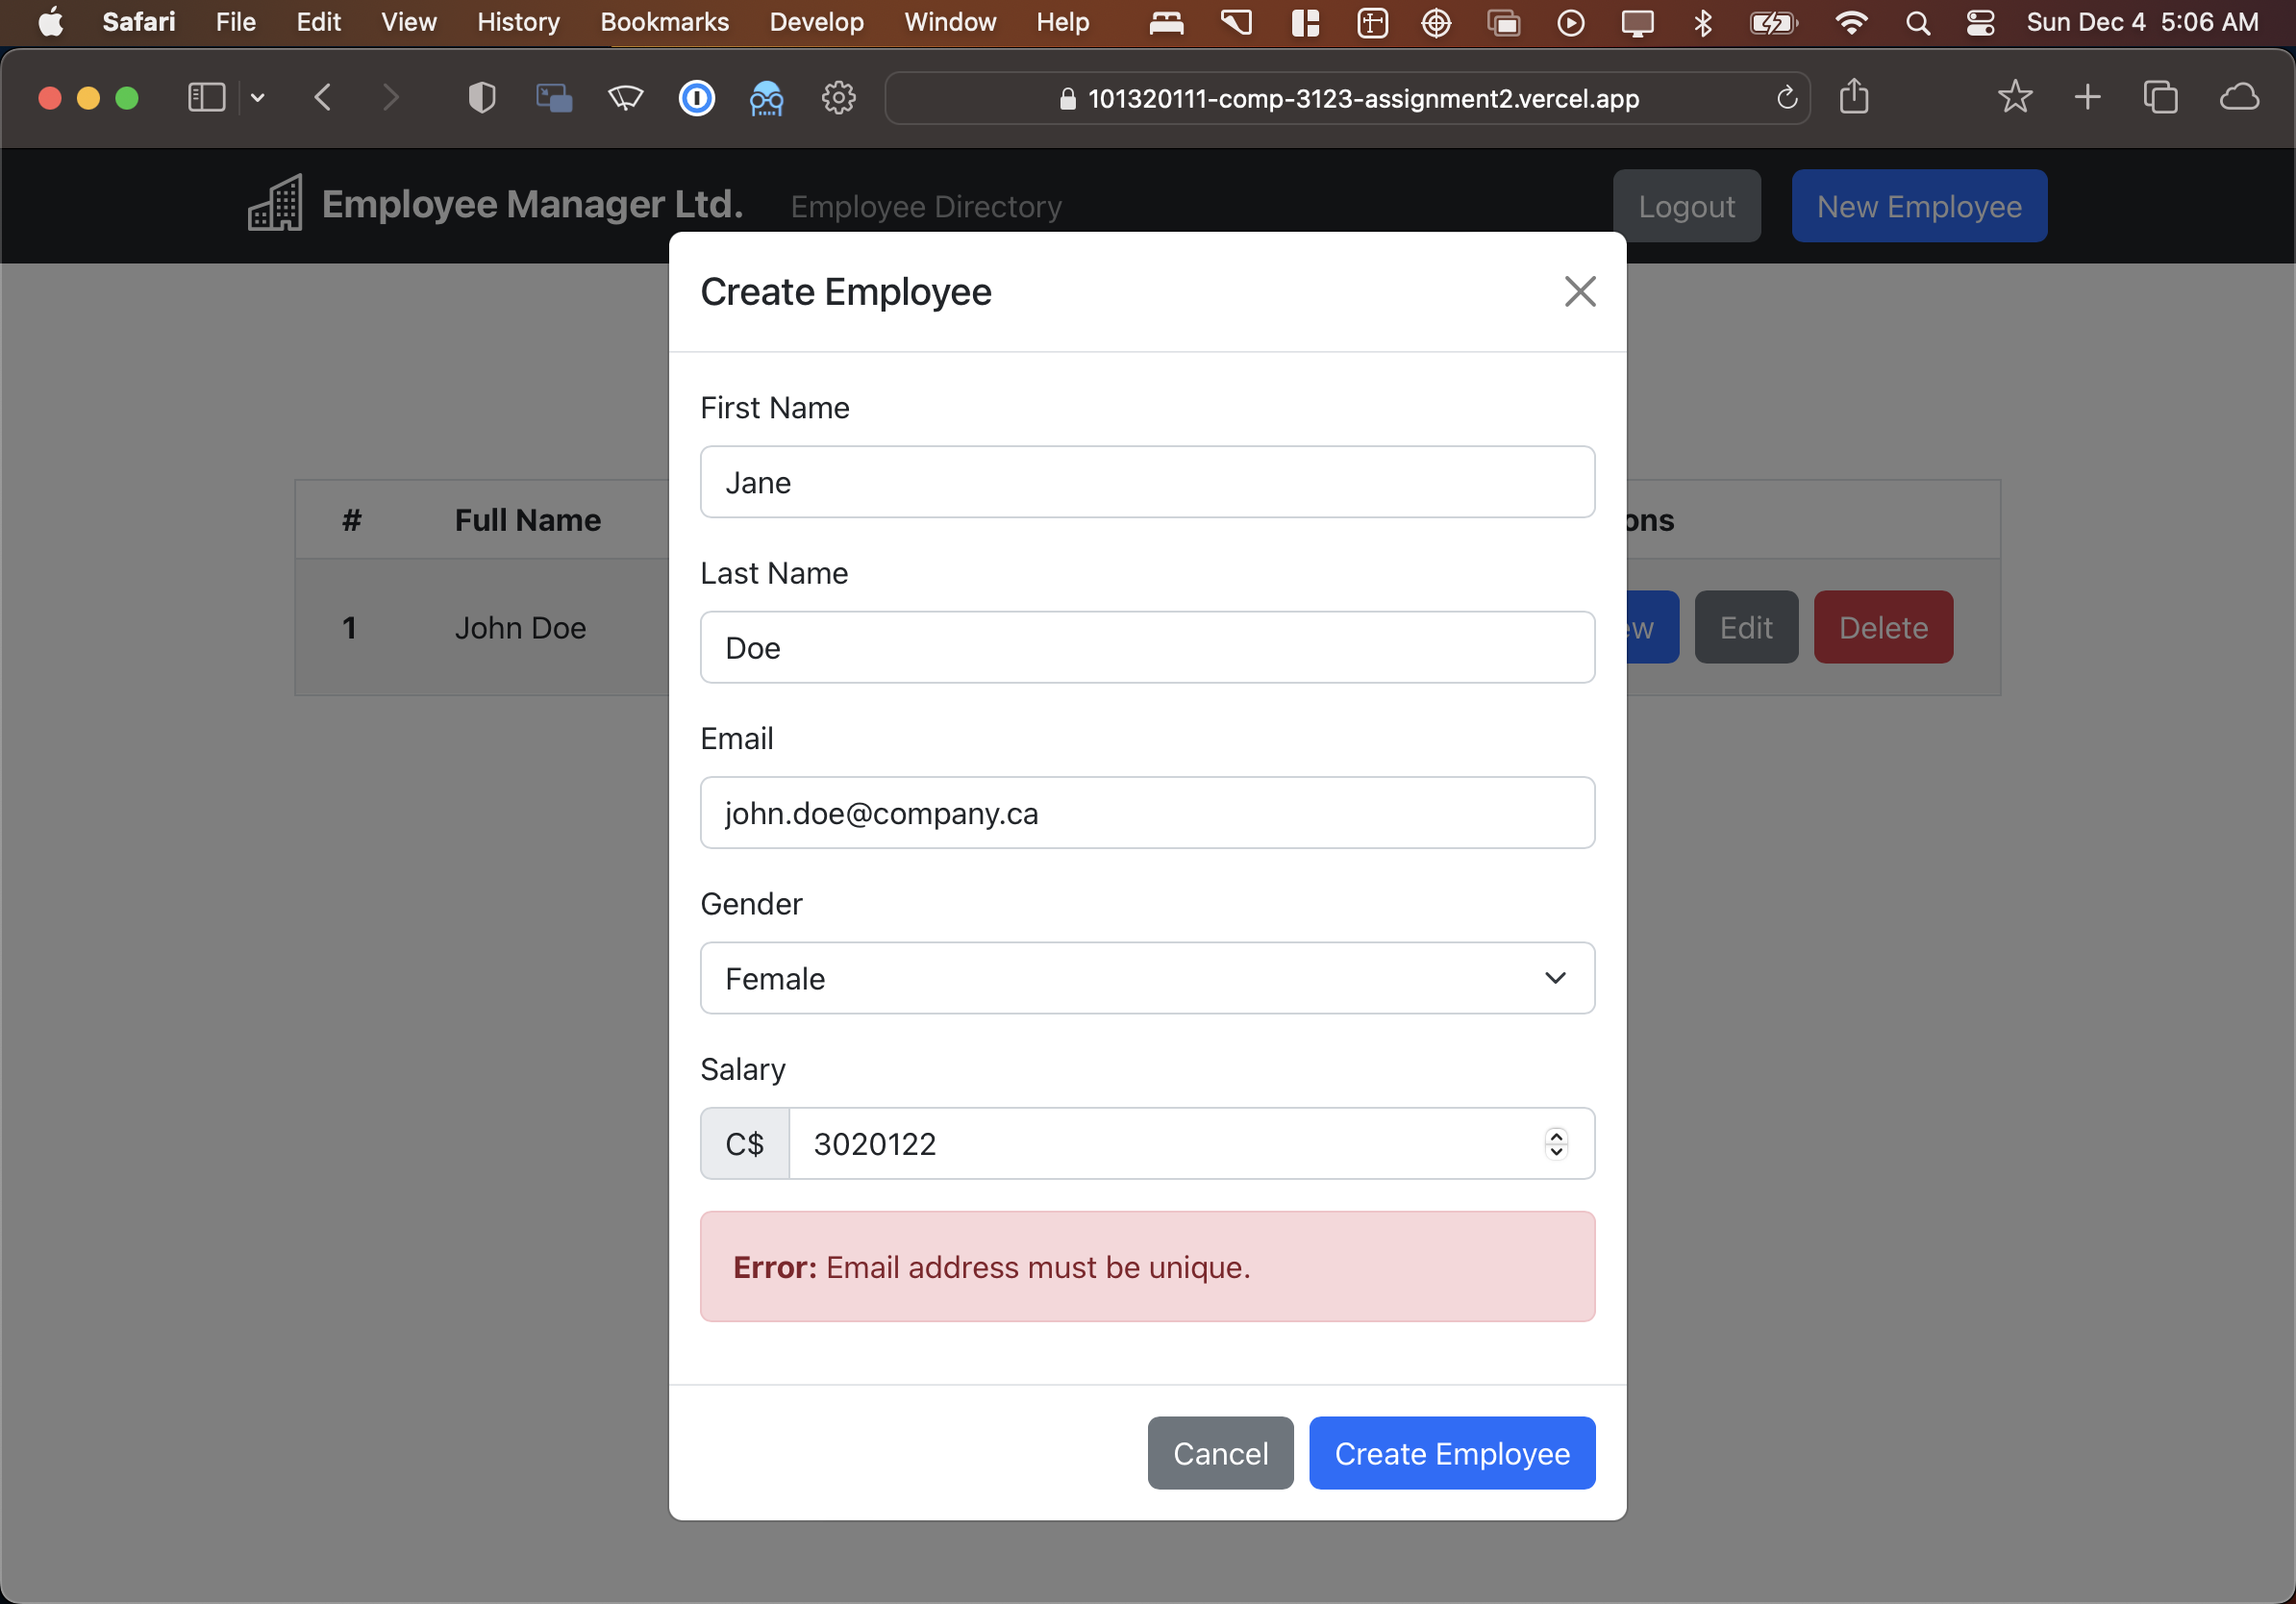 Safari File Edit View History Bookmarks Develop Window Help Sun Dec 4 5:06 AM
101320111-comp-3123-assignment2.vercel.app
Employee Manager Ltd. Employee Directory Logout New Employee
Create Employee
First Name
Jane
# Full Name ons
Last Name
1 John Doe ew Edit Delete
Doe
Email
john.doe@company.ca
Gender
Female
Salary
C$ 3020122
Error: Email address must be unique.
Cancel Create Employee